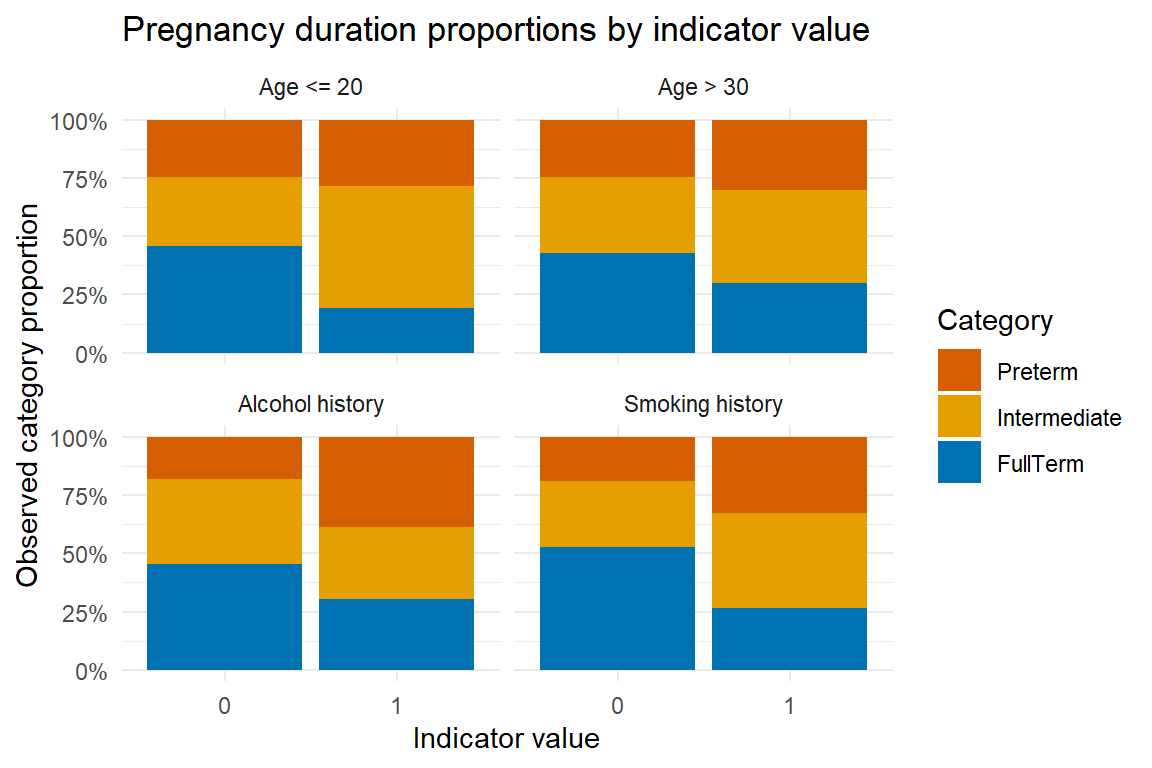 Pregnancy duration proportions by indicator value
Age <= 20
Age > 30
100%
75%
50%
25%
0%
Alcohol history
Smoking history
100%
75%
50%
25%
0%
0
1
0
1
Indicator value
Observed category proportion
Category
Preterm
Intermediate
FullTerm